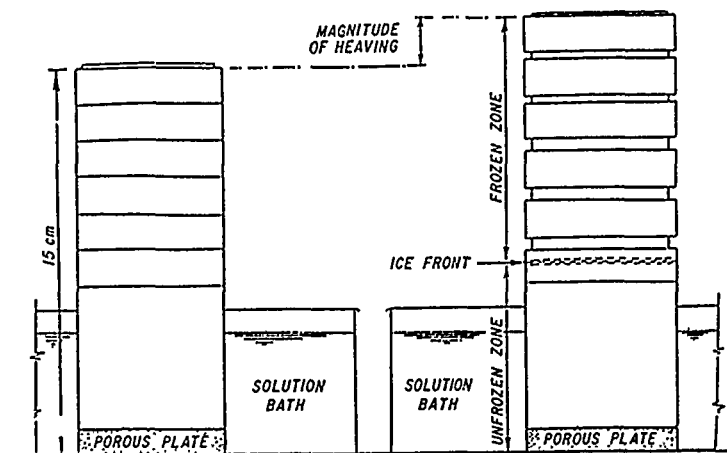 MAGNITUDE
OF HEAVING
15 cm
FROZEN ZONE
ICE FRONT
UNFROZEN ZONE
SOLUTION
BATH
SOLUTION
BATH
POROUS PLATE
POROUS PLATE